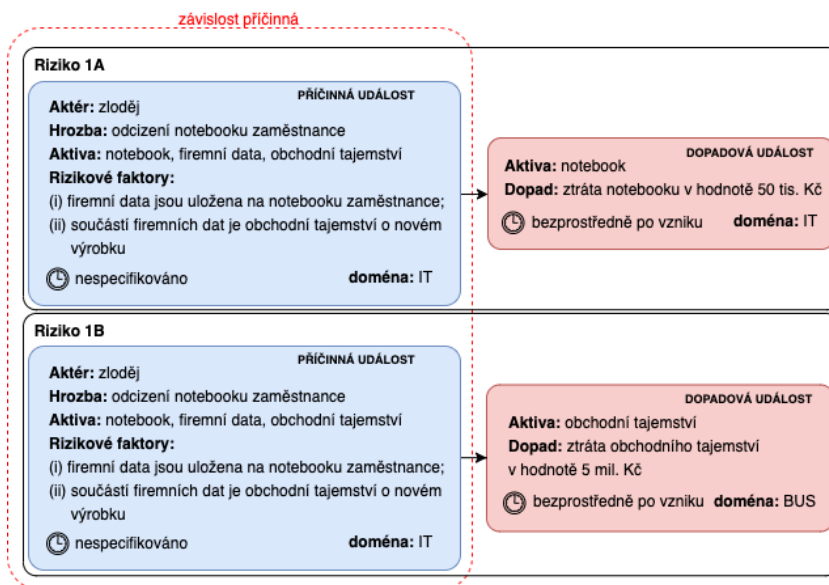 závislost příčinná
Riziko 1A
PŘÍČINNÁ UDÁLOST
Aktér: zloděj
Hrozba: odcizení notebooku zaměstnance
Aktiva: notebook, firemní data, obchodní tajemství
Rizikové faktory:
(i) firemní data jsou uložena na notebooku zaměstnance;
(ii) součástí firemních dat je obchodní tajemství o novém
výrobku
nespecifikováno doména: IT
DOPADOVÁ UDÁLOST
Aktiva: notebook
Dopad: ztráta notebooku v hodnotě 50 tis. Kč
bezprostředně po vzniku doména: IT
Riziko 1B
PŘÍČINNÁ UDÁLOST
Aktér: zloděj
Hrozba: odcizení notebooku zaměstnance
Aktiva: notebook, firemní data, obchodní tajemství
Rizikové faktory:
(i) firemní data jsou uložena na notebooku zaměstnance;
(ii) součástí firemních dat je obchodní tajemství o novém
výrobku
nespecifikováno doména: IT
DOPADOVÁ UDÁLOST
Aktiva: obchodní tajemství
Dopad: ztráta obchodního tajemství
v hodnotě 5 mil. Kč
bezprostředně po vzniku doména: BUS